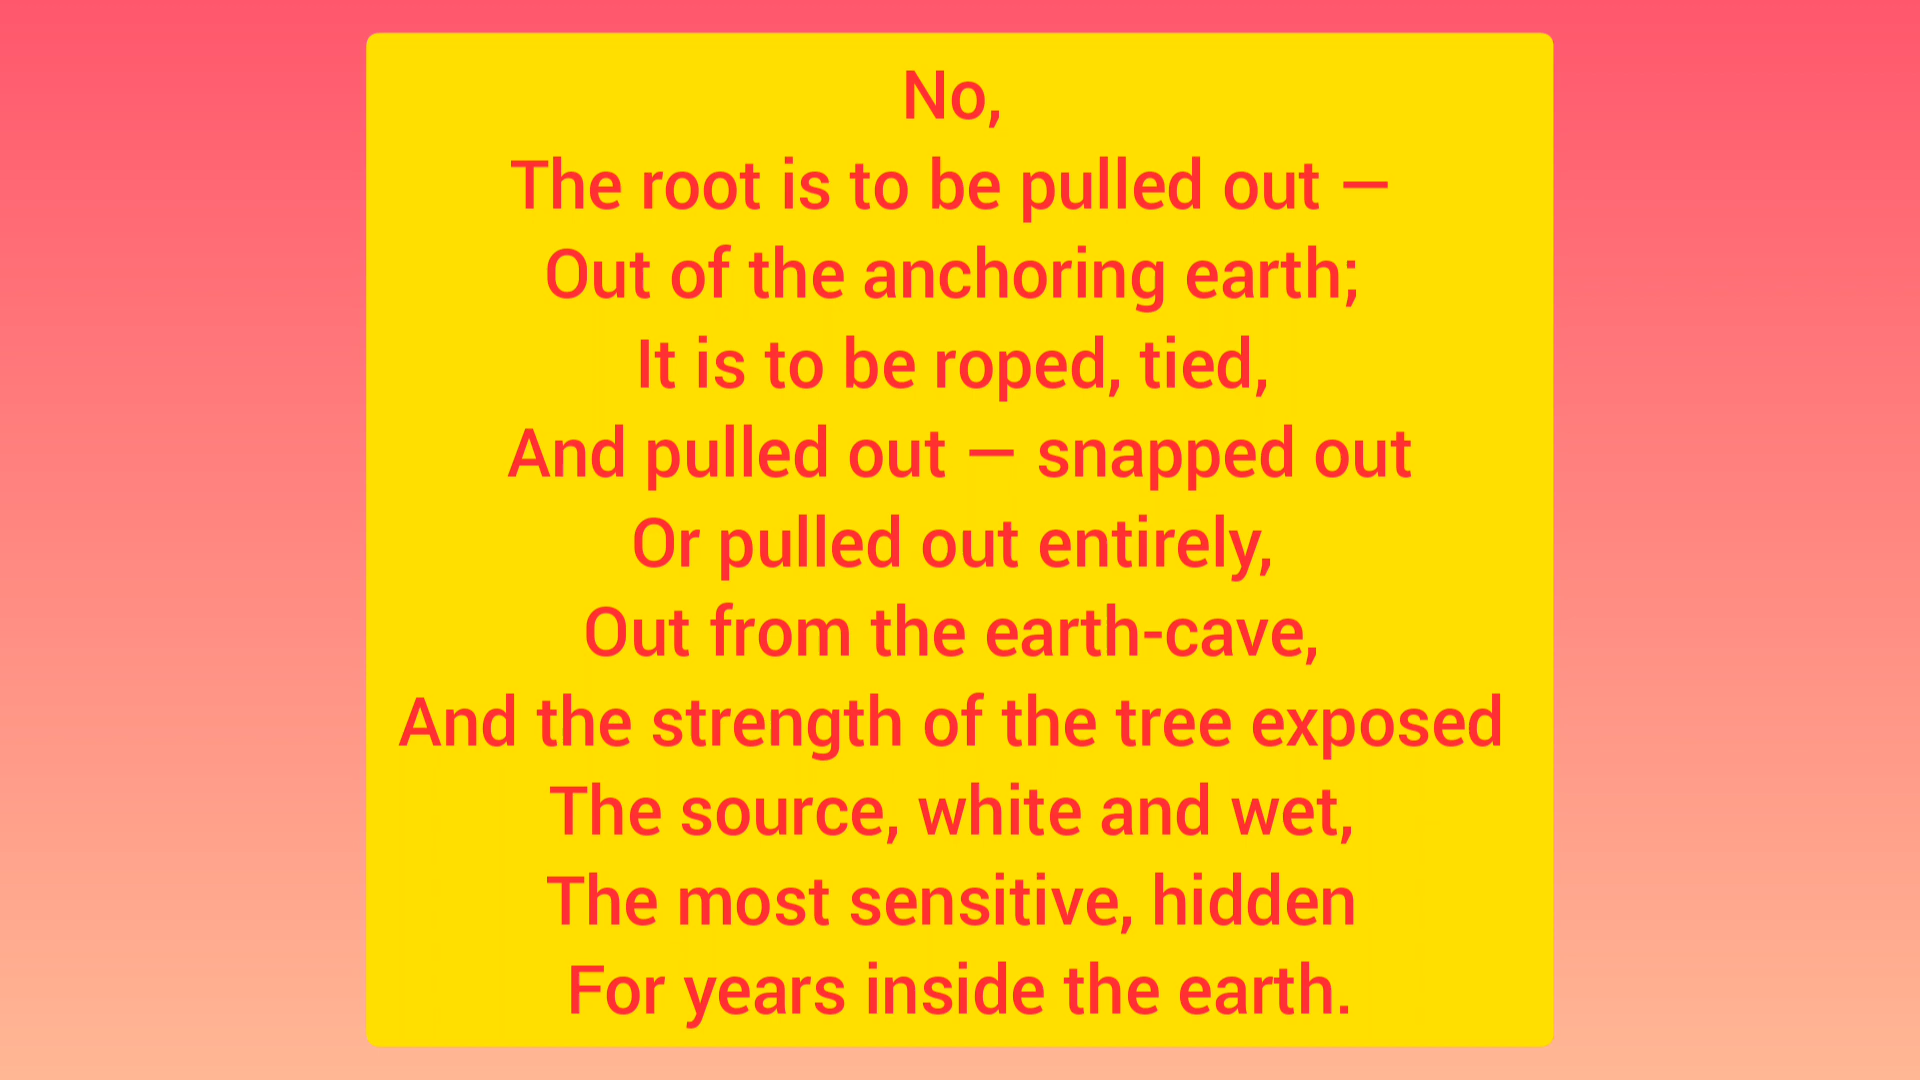 No,
The root is to be pulled out —
Out of the anchoring earth;
It is to be roped, tied,
And pulled out — snapped out
Or pulled out entirely,
Out from the earth-cave,
And the strength of the tree exposed
The source, white and wet,
The most sensitive, hidden
For years inside the earth.